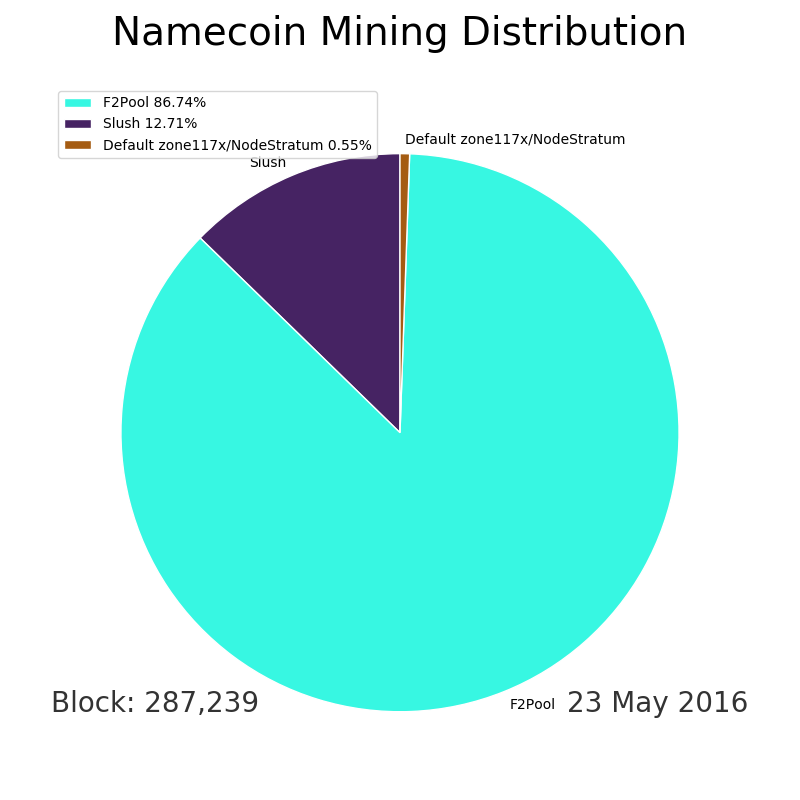 Namecoin Mining Distribution
F2Pool 86.74%
Slush 12.71%
Default zone117x/NodeStratum 0.55%
Default zone117x/NodeStratum
Slush
F2Pool
Block: 287,239
23 May 2016